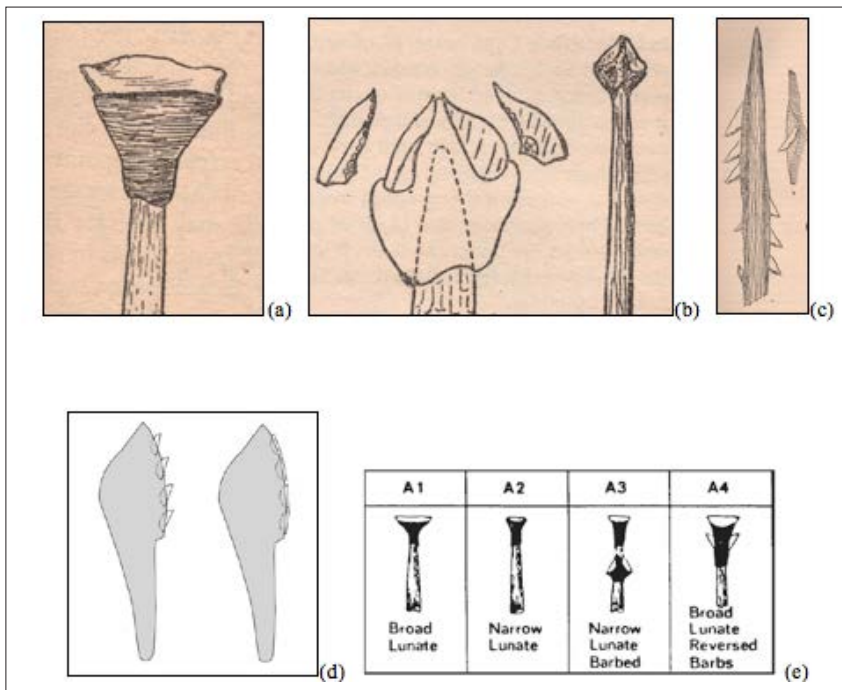 (a)
(b)
(c)
(d)
A1 A2 A3 A4
Broad
Lunate
Narrow
Lunate
Narrow
Lunate
Barbed
Broad
Lunate
Reversed
Barbs
(e)